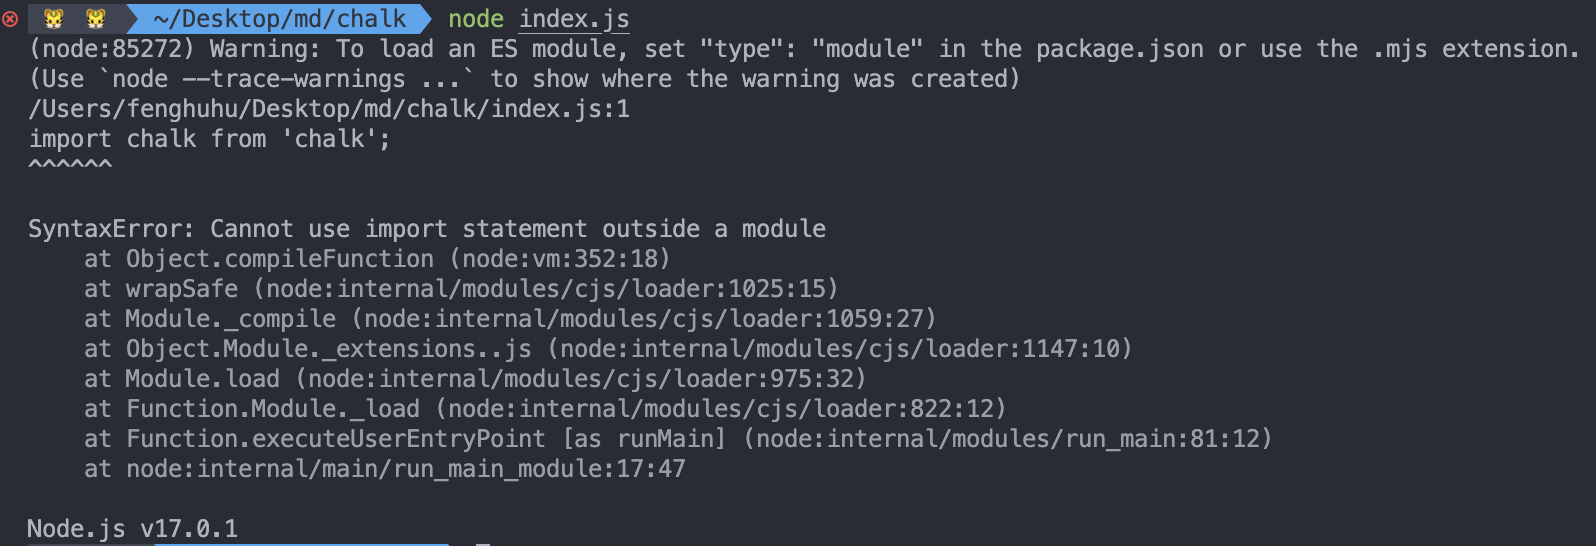 ~/Desktop/md/chalk node index.js
(node:85272) Warning: To load an ES module, set "type": "module" in the package.json or use the .mjs extension.
(Use `node --trace-warnings ...` to show where the warning was created)
/Users/fenghuhu/Desktop/md/chalk/index.js:1
import chalk from 'chalk';
^^^^^^

SyntaxError: Cannot use import statement outside a module
    at Object.compileFunction (node:vm:352:18)
    at wrapSafe (node:internal/modules/cjs/loader:1025:15)
    at Module._compile (node:internal/modules/cjs/loader:1059:27)
    at Object.Module._extensions..js (node:internal/modules/cjs/loader:1147:10)
    at Module.load (node:internal/modules/cjs/loader:975:32)
    at Function.Module._load (node:internal/modules/cjs/loader:822:12)
    at Function.executeUserEntryPoint [as runMain] (node:internal/modules/run_main:81:12)
    at node:internal/main/run_main_module:17:47

Node.js v17.0.1